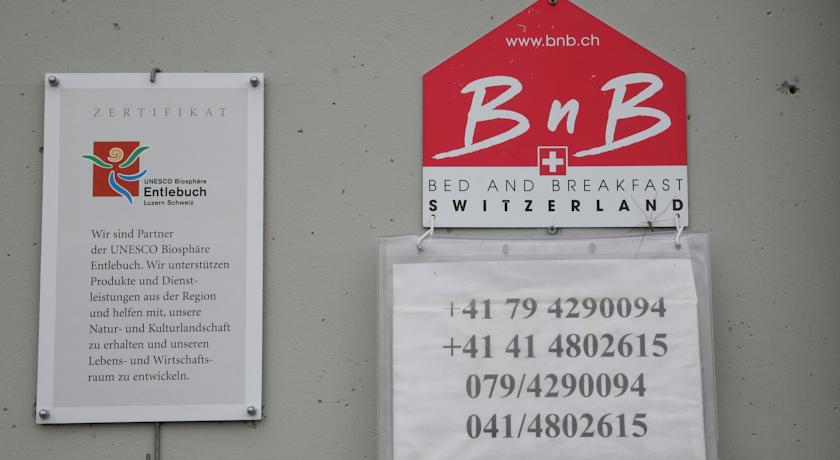 ZERTIFIKAT
UNESCO Biosphäre
Entlebuch
Luzern Schweiz
Wir sind Partner
der UNESCO Biosphäre
Entlebuch. Wir unterstützen
Produkte und Dienst-
leistungen aus der Region
und helfen mit, unsere
Natur- und Kulturlandschaft
zu erhalten und unseren
Lebens- und Wirtschafts-
raum zu entwickeln.
www.bnb.ch
BnB
BED AND BREAKFAST
SWITZERLAND
+41 79 4290094
+41 41 4802615
079/4290094
041/4802615